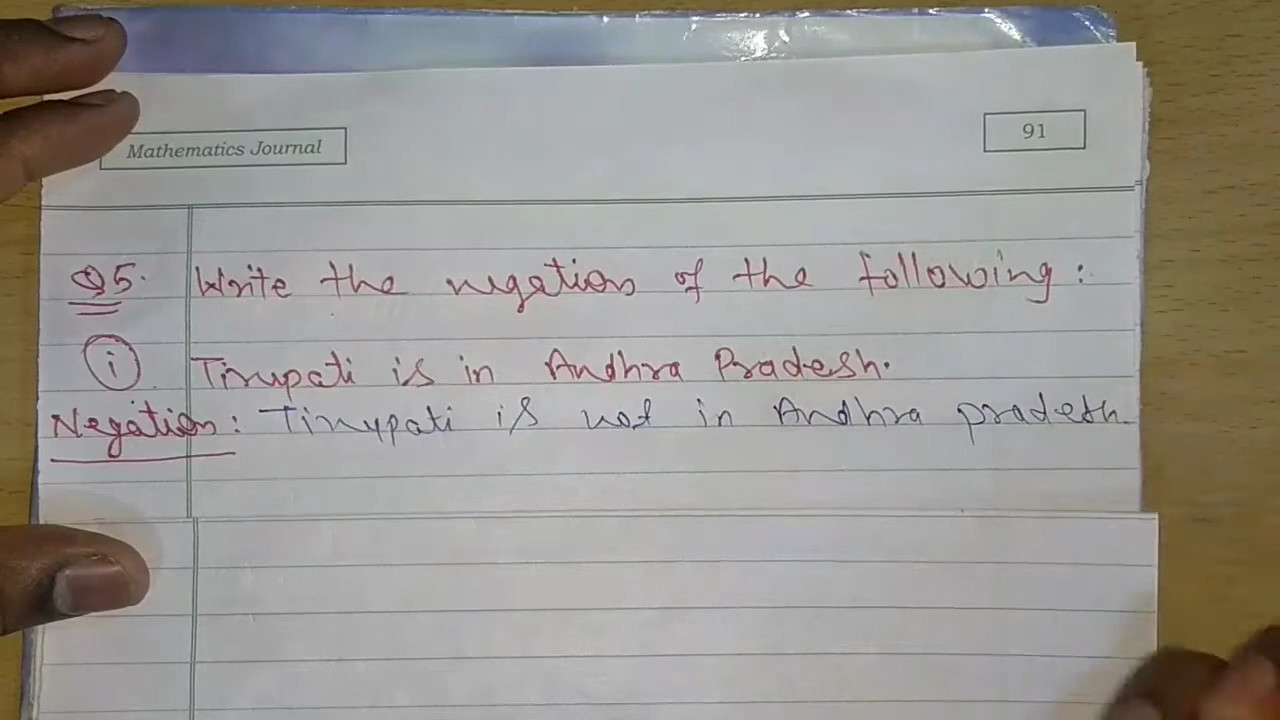 Mathematics Journal
91
Q5. Write the negation of the following:
i Tirupati is in Andhra Pradesh.
Negation: Tirupati is not in Andhra pradesh